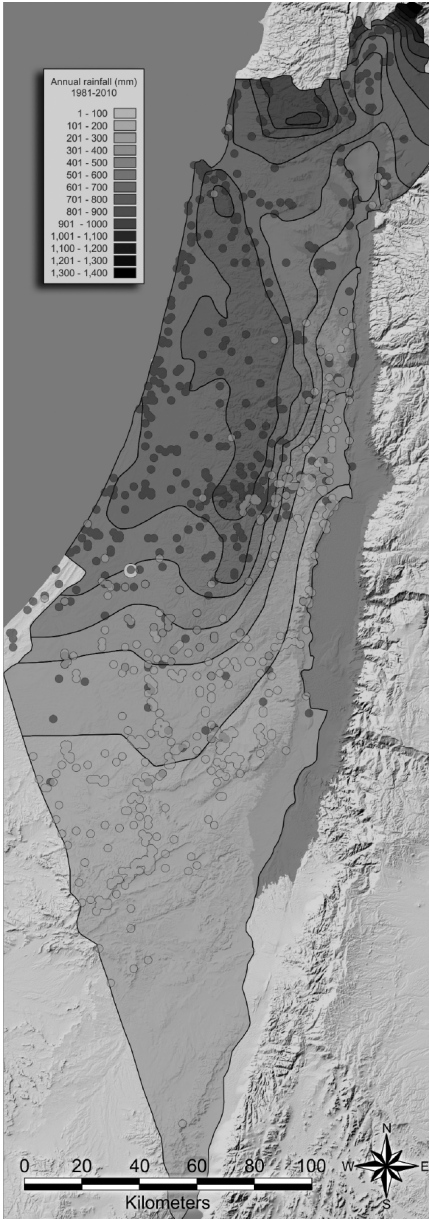 Annual rainfall (mm)
1981-2010
1 - 100
101 - 200
201 - 300
301 - 400
401 - 500
501 - 600
601 - 700
701 - 800
801 - 900
901 - 1000
1,001 - 1,100
1,100 - 1,200
1,201 - 1,300
1,300 - 1,400
N
W E
S
0 20 40 60 80 100
Kilometers